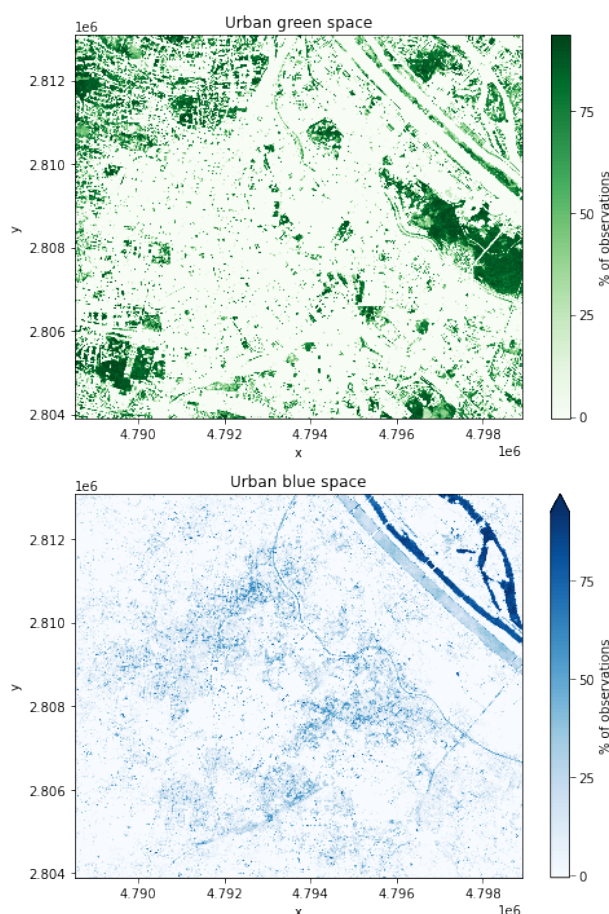 Urban green space
1e6
2.812
2.810
2.808
2.806
2.804
y
4.790 4.792 4.794 4.796 4.798
x 1e6
75
50
25
0
% of observations
Urban blue space
1e6
2.812
2.810
2.808
2.806
2.804
y
4.790 4.792 4.794 4.796 4.798
x 1e6
75
50
25
0
% of observations